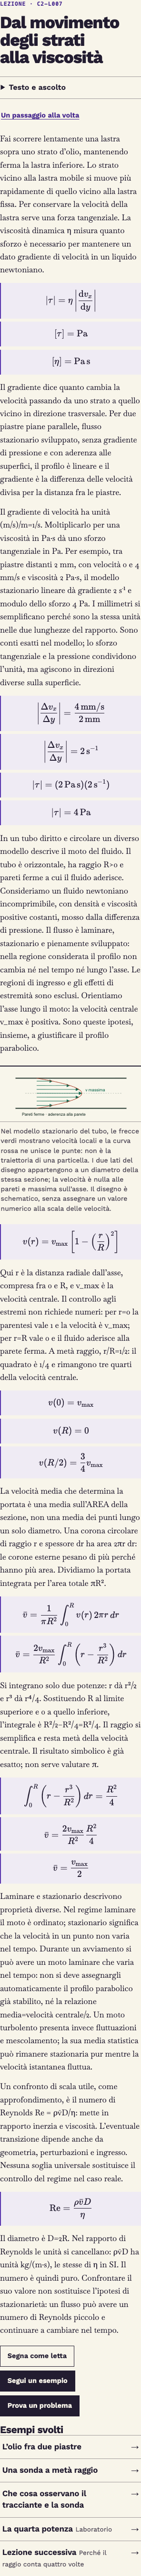 LEZIONE · C2–L007
Dal movimento
degli strati
alla viscosità
▶ Testo e ascolto
Un passaggio alla volta
Fai scorrere lentamente una lastra
sopra uno strato d’olio, mantenendo
ferma la lastra inferiore. Lo strato
vicino alla lastra mobile si muove più
rapidamente di quello vicino alla lastra
fissa. Per conservare la velocità della
lastra serve una forza tangenziale. La
viscosità dinamica η misura quanto
sforzo è necessario per mantenere un
dato gradiente di velocità in un liquido
newtoniano.
|τ| = η |dvₓ/dy|
[τ] = Pa
[η] = Pa s
Il gradiente dice quanto cambia la
velocità passando da uno strato a quello
vicino in direzione trasversale. Per due
piastre piane parallele, flusso
stazionario sviluppato, senza gradiente
di pressione e con adesione alle
superfici, il profilo è lineare e il
gradiente è la differenza delle velocità
divisa per la distanza fra le piastre.
Il gradiente di velocità ha unità
(m/s)/m=1/s. Moltiplicarlo per una
viscosità in Pa·s dà uno sforzo
tangenziale in Pa. Per esempio, tra
piastre distanti 2 mm, con velocità 0 e 4
mm/s e viscosità 2 Pa·s, il modello
stazionario lineare dà gradiente 2 s⁻¹ e
modulo dello sforzo 4 Pa. I millimetri si
semplificano perché sono la stessa unità
nelle due lunghezze del rapporto. Sono
conti esatti nel modello; lo sforzo
tangenziale e la pressione condividono
l’unità, ma agiscono in direzioni
diverse sulla superficie.
|Δvₓ/Δy| = 4 mm/s / 2 mm
|Δvₓ/Δy| = 2 s⁻¹
|τ| = (2 Pa s)(2 s⁻¹)
|τ| = 4 Pa
In un tubo diritto e circolare un diverso
modello descrive il moto del fluido. Il
tubo è orizzontale, ha raggio R>0 e
pareti ferme a cui il fluido aderisce.
Consideriamo un fluido newtoniano
incomprimibile, con densità e viscosità
positive costanti, mosso dalla differenza
di pressione. Il flusso è laminare,
stazionario e pienamente sviluppato:
nella regione considerata il profilo non
cambia né nel tempo né lungo l’asse. Le
regioni di ingresso e gli effetti di
estremità sono esclusi. Orientiamo
l’asse lungo il moto: la velocità centrale
v_max è positiva. Sono queste ipotesi,
insieme, a giustificare il profilo
parabolico.
v massima
Pareti ferme · aderenza alla parete
Nel modello stazionario del tubo, le frecce
verdi mostrano velocità locali e la curva
rossa ne unisce le punte: non è la
traiettoria di una particella. I due lati del
disegno appartengono a un diametro della
stessa sezione; la velocità è nulla alle
pareti e massima sull’asse. Il disegno è
schematico, senza assegnare un valore
numerico alla scala delle velocità.
v(r) = vmax [1 − (r/R)²]
Qui r è la distanza radiale dall’asse,
compresa fra 0 e R, e v_max è la
velocità centrale. Il controllo agli
estremi non richiede numeri: per r=0 la
parentesi vale 1 e la velocità è v_max;
per r=R vale 0 e il fluido aderisce alla
parete ferma. A metà raggio, r/R=1/2: il
quadrato è 1/4 e rimangono tre quarti
della velocità centrale.
v(0) = vmax
v(R) = 0
v(R/2) = 3/4 vmax
La velocità media che determina la
portata è una media sull’AREA della
sezione, non una media dei punti lungo
un solo diametro. Una corona circolare
di raggio r e spessore dr ha area 2πr dr:
le corone esterne pesano di più perché
hanno più area. Dividiamo la portata
integrata per l’area totale πR².
v̄ = 1/(πR²) ∫₀ᴿ v(r) 2πr dr
v̄ = 2vmax/R² ∫₀ᴿ (r − r³/R²) dr
Si integrano solo due potenze: r dà r²/2
e r³ dà r⁴/4. Sostituendo R al limite
superiore e 0 a quello inferiore,
l’integrale è R²/2−R²/4=R²/4. Il raggio si
semplifica e resta metà della velocità
centrale. Il risultato simbolico è già
esatto; non serve valutare π.
∫₀ᴿ (r − r³/R²) dr = R²/4
v̄ = 2vmax/R² R²/4
v̄ = vmax/2
Laminare e stazionario descrivono
proprietà diverse. Nel regime laminare
il moto è ordinato; stazionario significa
che la velocità in un punto non varia
nel tempo. Durante un avviamento si
può avere un moto laminare che varia
nel tempo: non si deve assegnargli
automaticamente il profilo parabolico
già stabilito, né la relazione
media=velocità centrale/2. Un moto
turbolento presenta invece fluttuazioni
e mescolamento; la sua media statistica
può rimanere stazionaria pur mentre la
velocità istantanea fluttua.
Un confronto di scala utile, come
approfondimento, è il numero di
Reynolds Re = ρv̄D/η: mette in
rapporto inerzia e viscosità. L’eventuale
transizione dipende anche da
geometria, perturbazioni e ingresso.
Nessuna soglia universale sostituisce il
controllo del regime nel caso reale.
Re = ρv̄D/η
Il diametro è D=2R. Nel rapporto di
Reynolds le unità si cancellano: ρv̄D ha
unità kg/(m·s), le stesse di η in SI. Il
numero è quindi puro. Confrontare il
suo valore non sostituisce l’ipotesi di
stazionarietà: un flusso può avere un
numero di Reynolds piccolo e
continuare a cambiare nel tempo.
Segna come letta
Segui un esempio
Prova un problema
Esempi svolti
L’olio fra due piastre →
Una sonda a metà raggio →
Che cosa osservano il
tracciante e la sonda →
La quarta potenza Laboratorio →
Lezione successiva Perché il
raggio conta quattro volte →